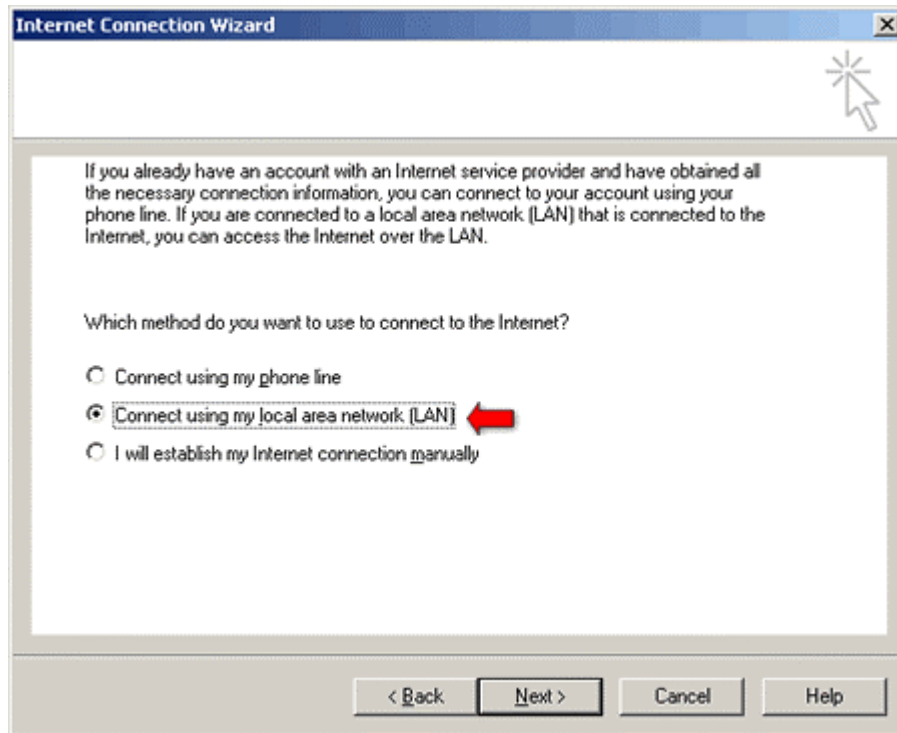 Internet Connection Wizard
If you already have an account with an Internet service provider and have obtained all
the necessary connection information, you can connect to your account using your
phone line. If you are connected to a local area network (LAN) that is connected to the
Internet, you can access the Internet over the LAN.
Which method do you want to use to connect to the Internet?
Connect using my phone line
Connect using my local area network (LAN)
I will establish my Internet connection manually
< Back Next > Cancel Help